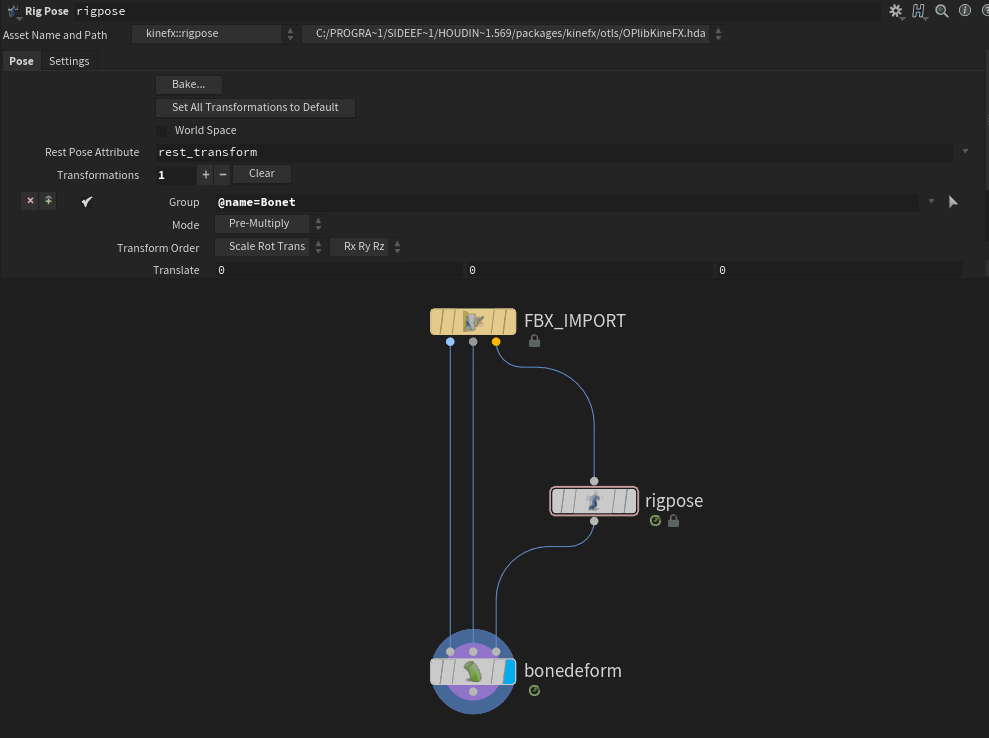 Rig Pose rigpose
Asset Name and Path kinefx::rigpose C:/PROGRA~1/SIDEEF~1/HOUDIN~1.569/packages/kinefx/otls/OPlibKineFX.hda
Pose Settings
Bake...
Set All Transformations to Default
World Space
Rest Pose Attribute rest_transform
Transformations 1 + − Clear
Group @name=Bonet
Mode Pre-Multiply
Transform Order Scale Rot Trans Rx Ry Rz
Translate 0 0 0
FBX_IMPORT
rigpose
bonedeform